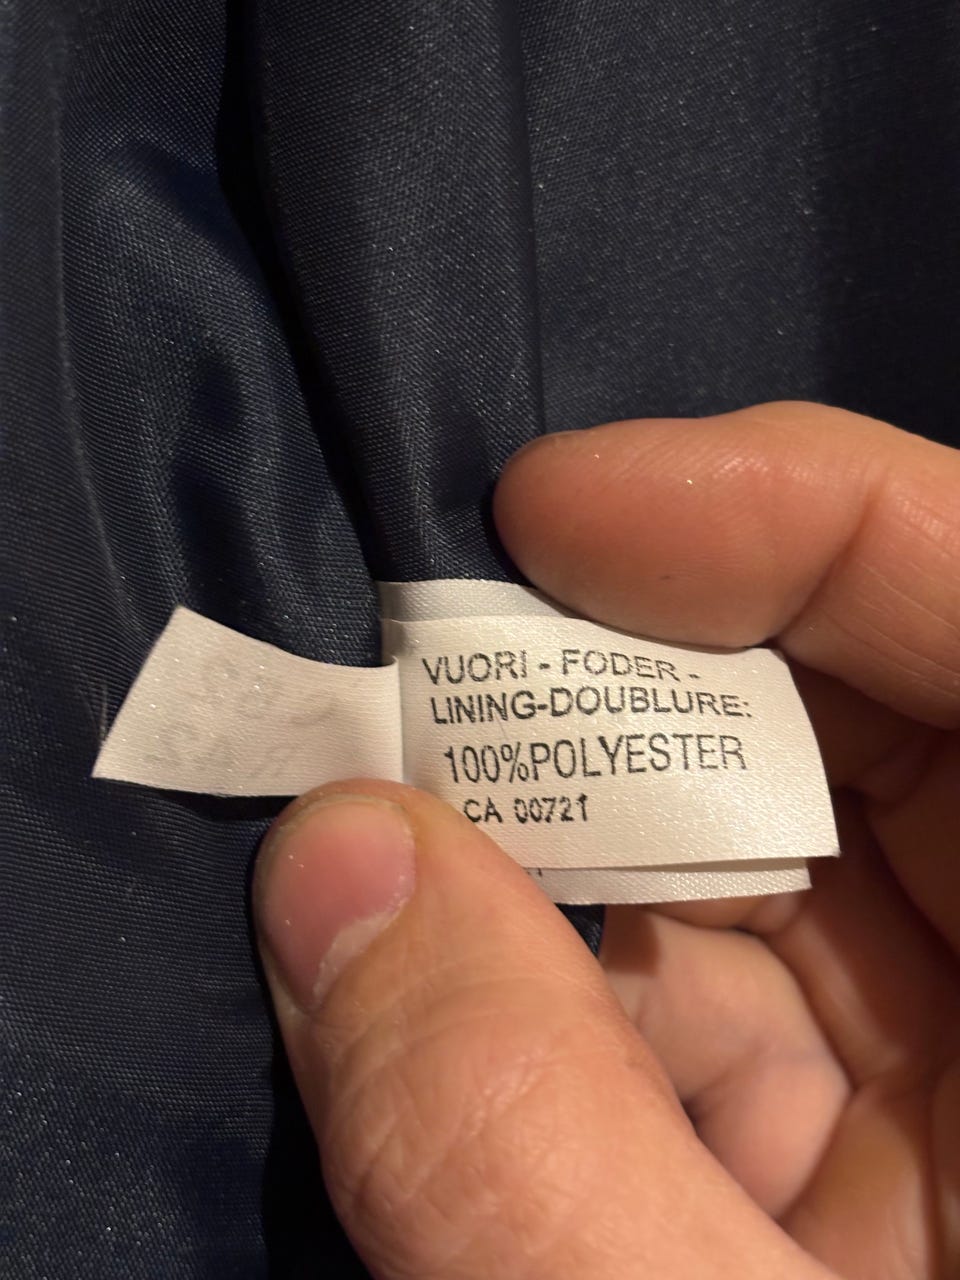 VUORI - FODER -
LINING-DOUBLURE:
100%POLYESTER
CA 00721